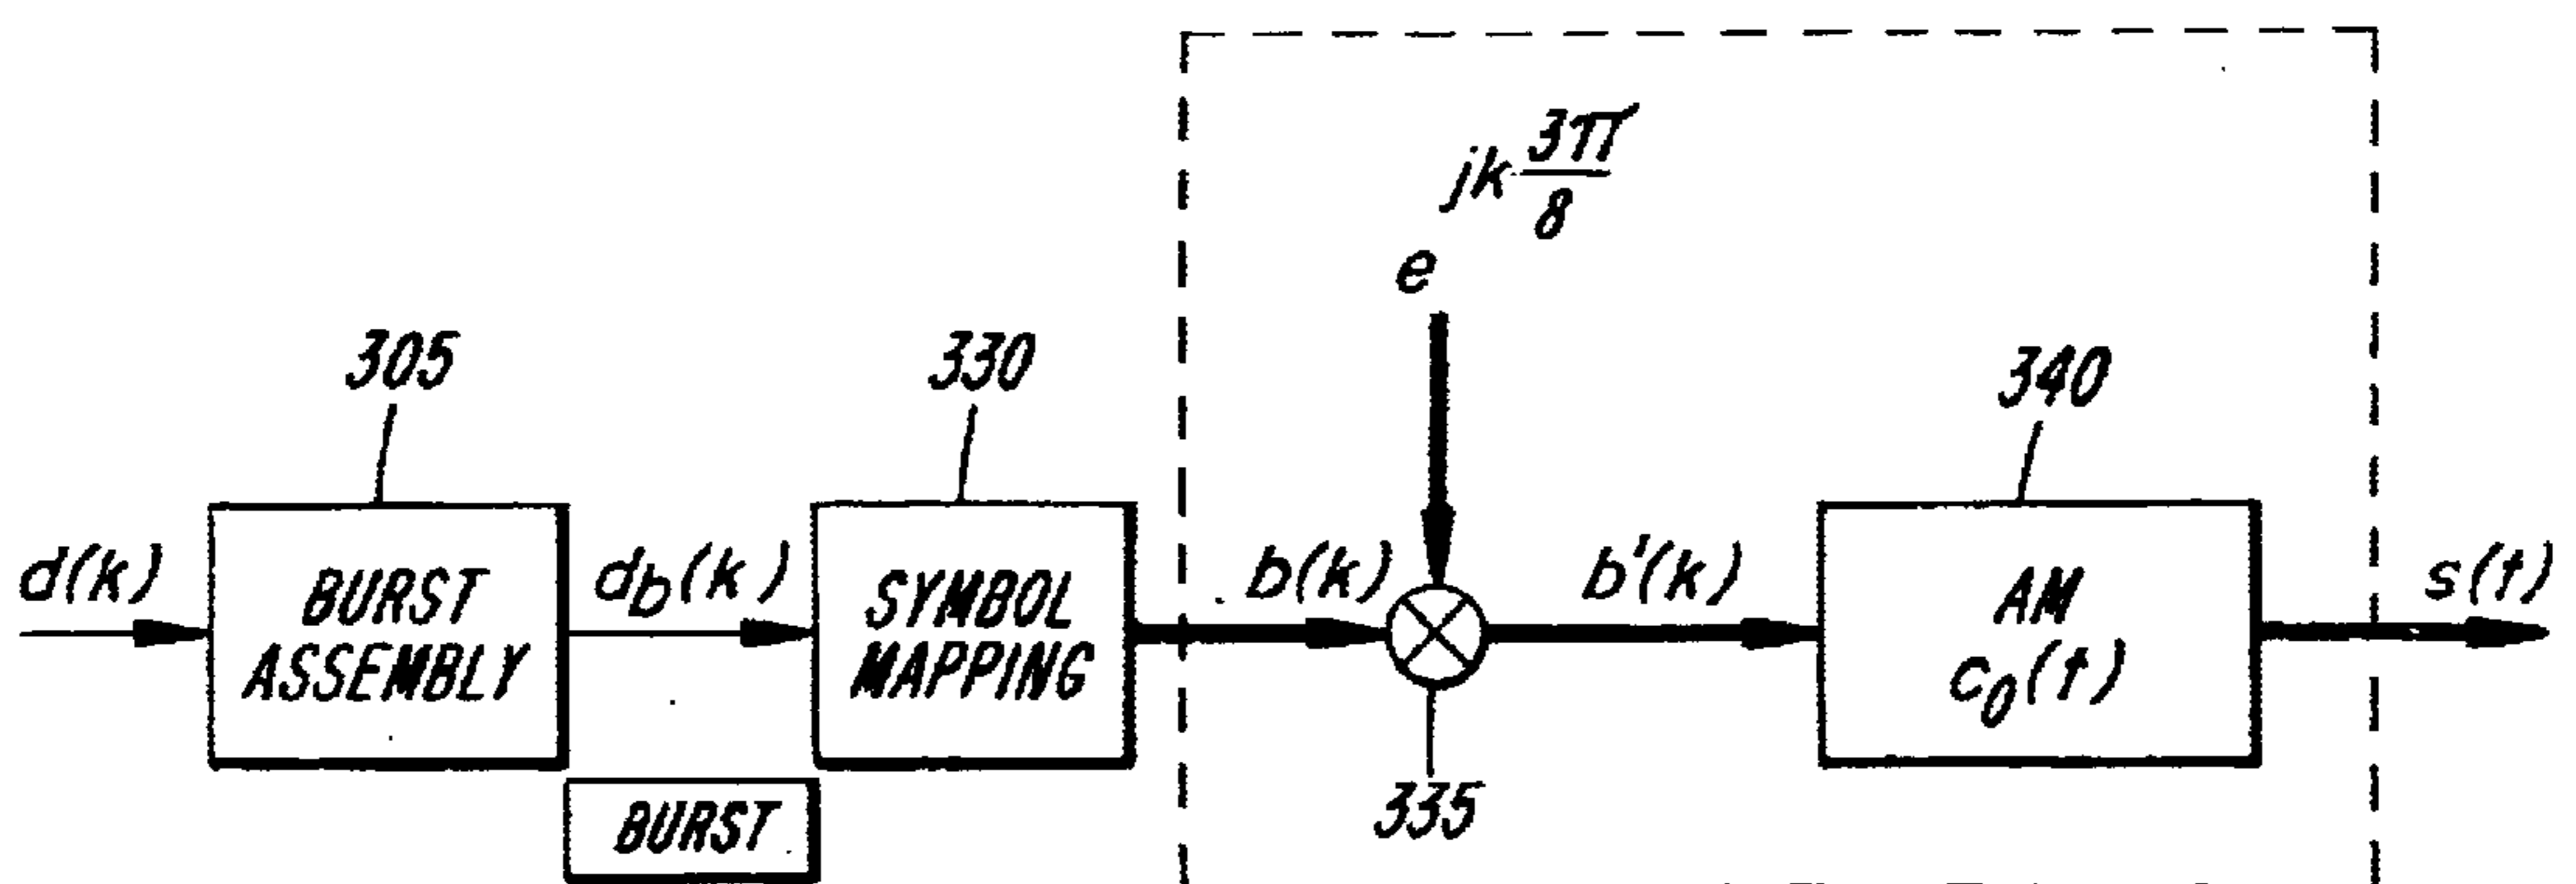 jk 3π/8
e
305
330
340
d(k)
BURST
ASSEMBLY
d_b(k)
SYMBOL
MAPPING
b(k)
b'(k)
AM
c_0(t)
s(t)
BURST
335